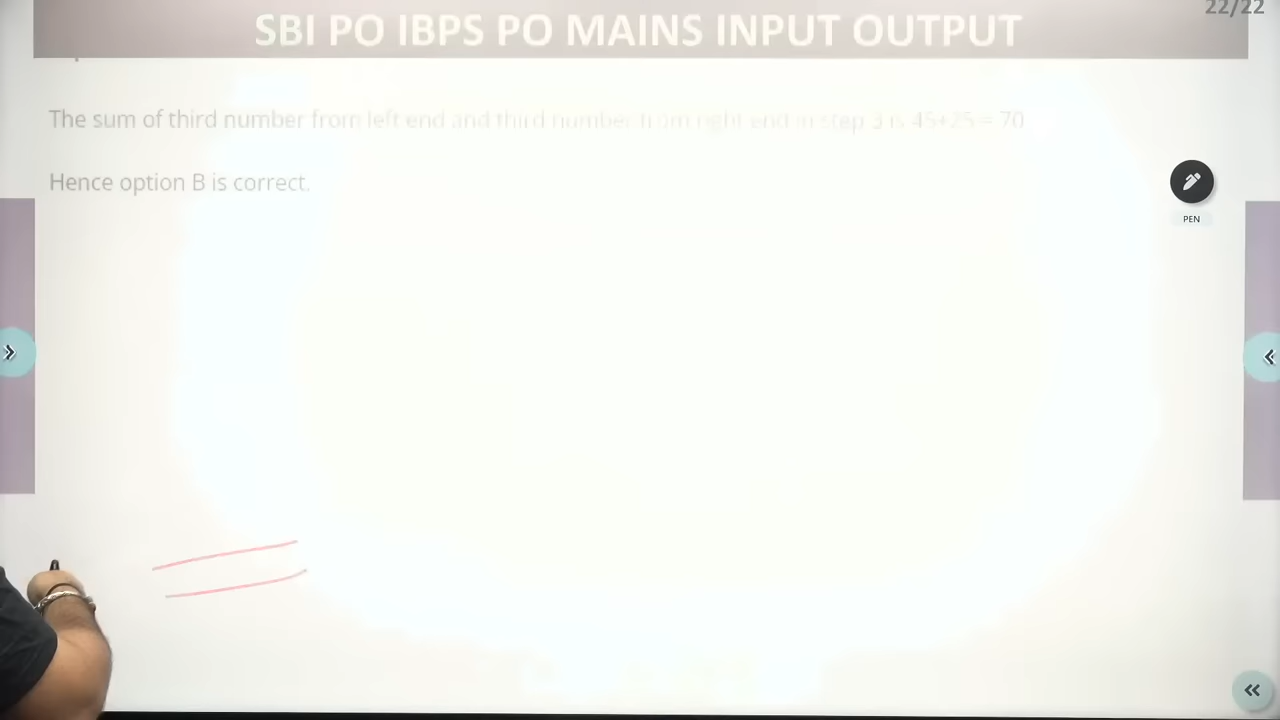 22/22
SBI PO IBPS PO MAINS INPUT OUTPUT
The sum of third number from left end and third number from right end in step 3 is 45+25 = 70
Hence option B is correct.
PEN